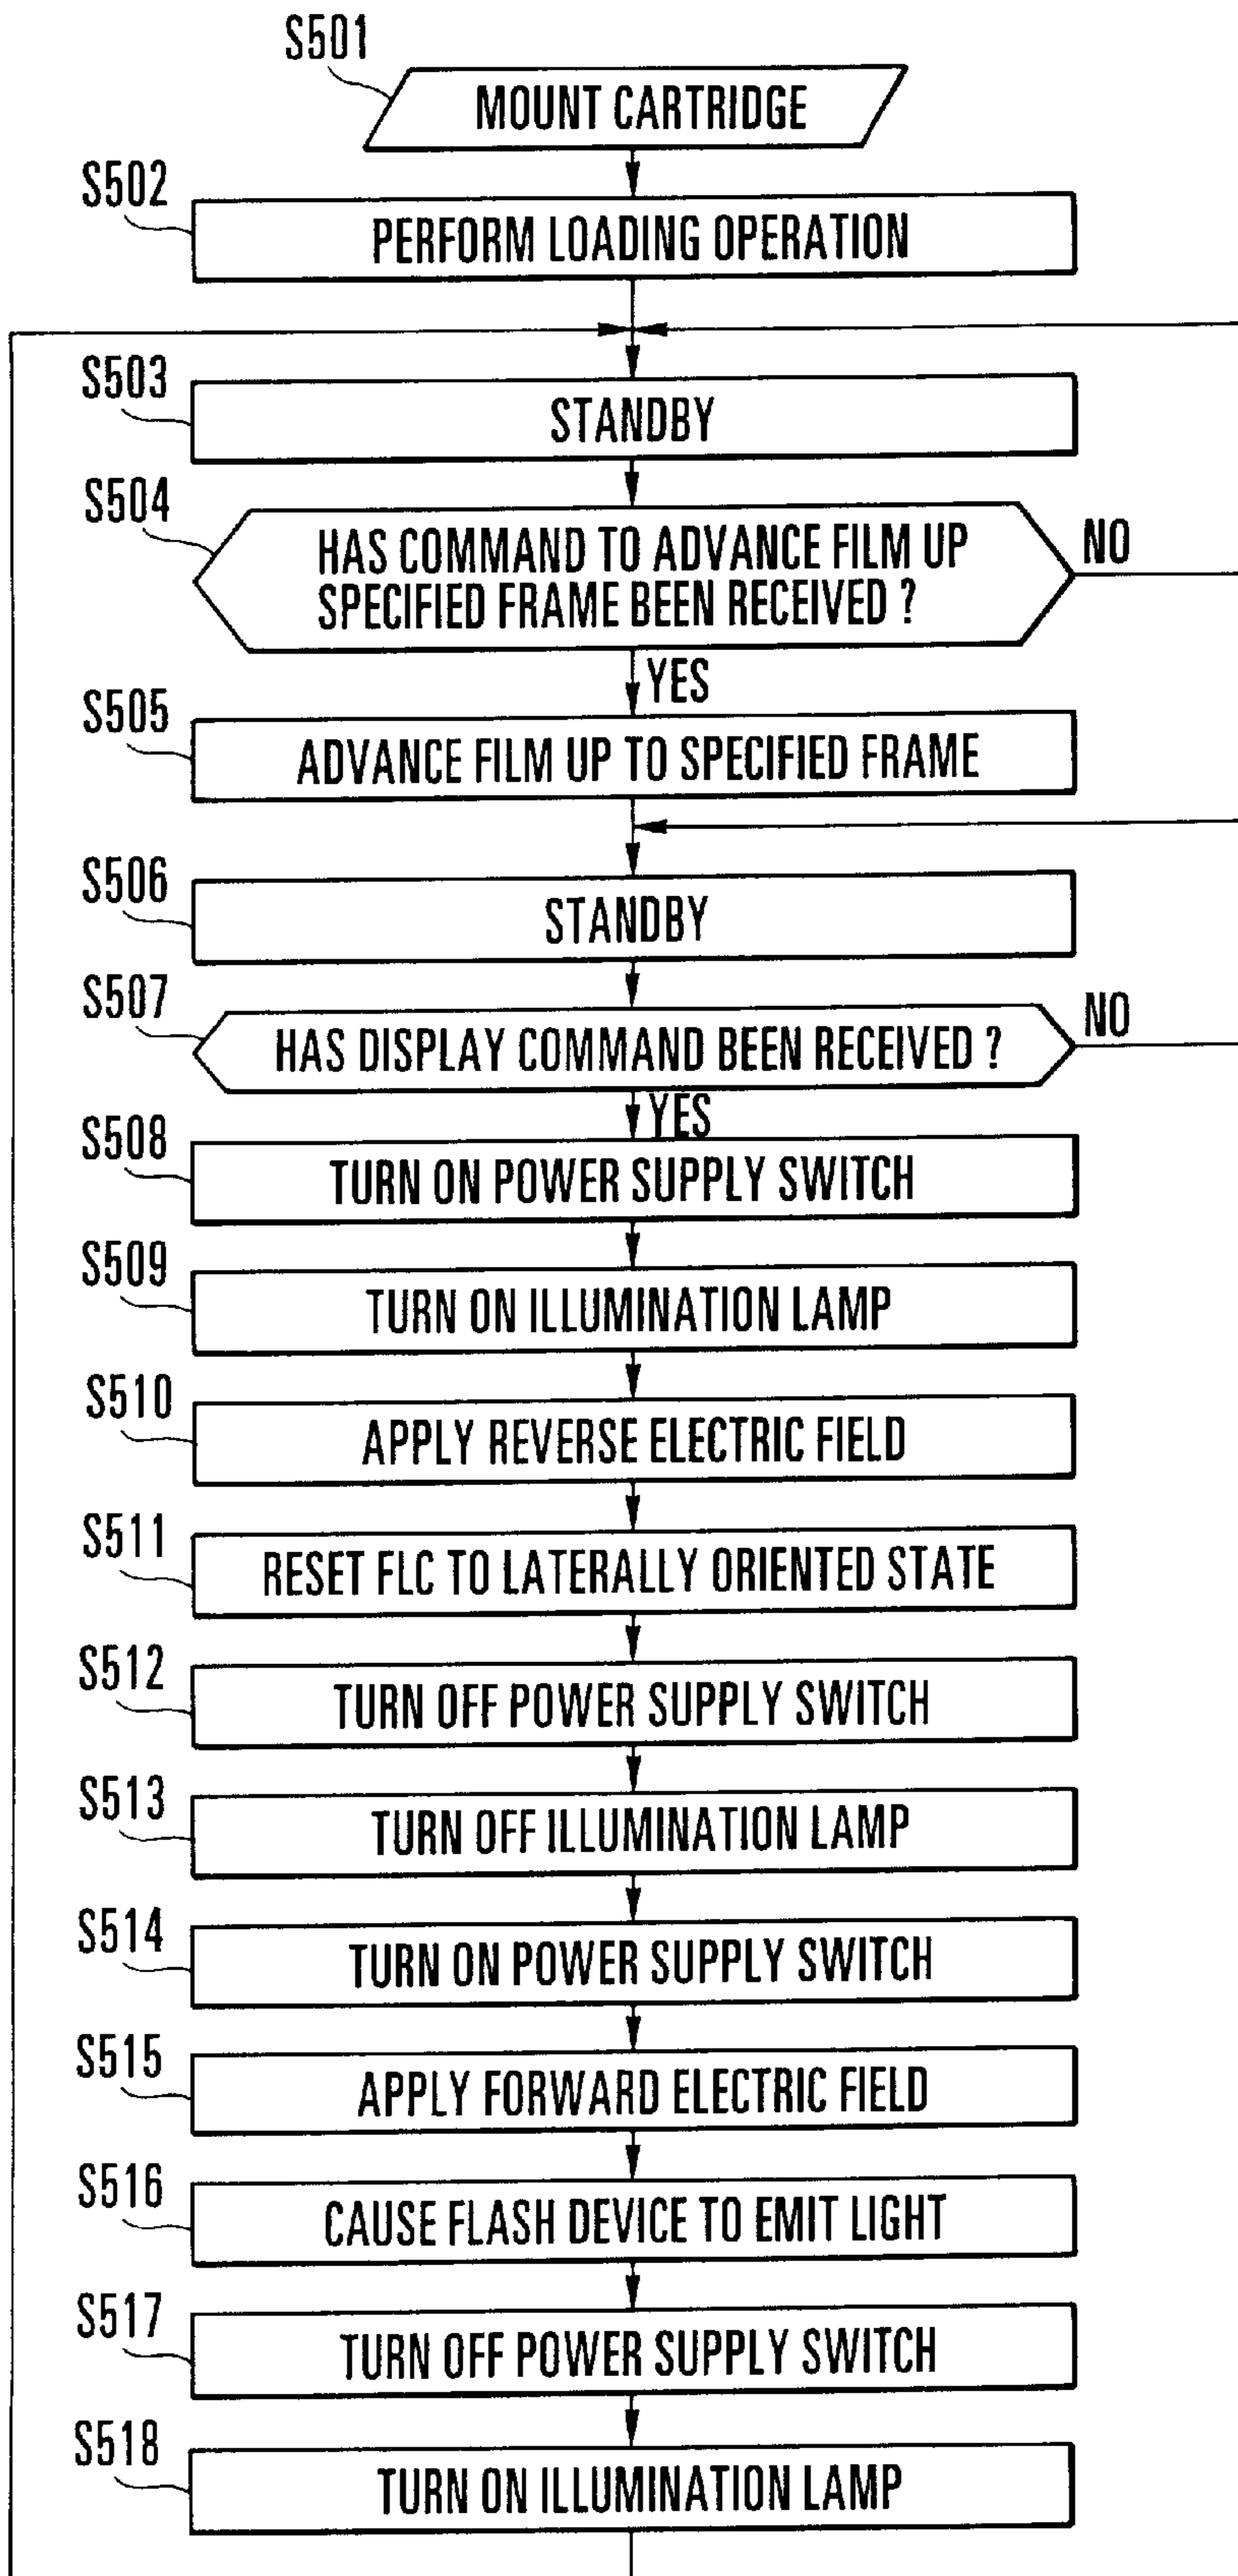 S501
MOUNT CARTRIDGE
S502
PERFORM LOADING OPERATION
S503
STANDBY
S504
HAS COMMAND TO ADVANCE FILM UP
SPECIFIED FRAME BEEN RECEIVED ?
NO
YES
S505
ADVANCE FILM UP TO SPECIFIED FRAME
S506
STANDBY
S507
HAS DISPLAY COMMAND BEEN RECEIVED ?
NO
YES
S508
TURN ON POWER SUPPLY SWITCH
S509
TURN ON ILLUMINATION LAMP
S510
APPLY REVERSE ELECTRIC FIELD
S511
RESET FLC TO LATERALLY ORIENTED STATE
S512
TURN OFF POWER SUPPLY SWITCH
S513
TURN OFF ILLUMINATION LAMP
S514
TURN ON POWER SUPPLY SWITCH
S515
APPLY FORWARD ELECTRIC FIELD
S516
CAUSE FLASH DEVICE TO EMIT LIGHT
S517
TURN OFF POWER SUPPLY SWITCH
S518
TURN ON ILLUMINATION LAMP